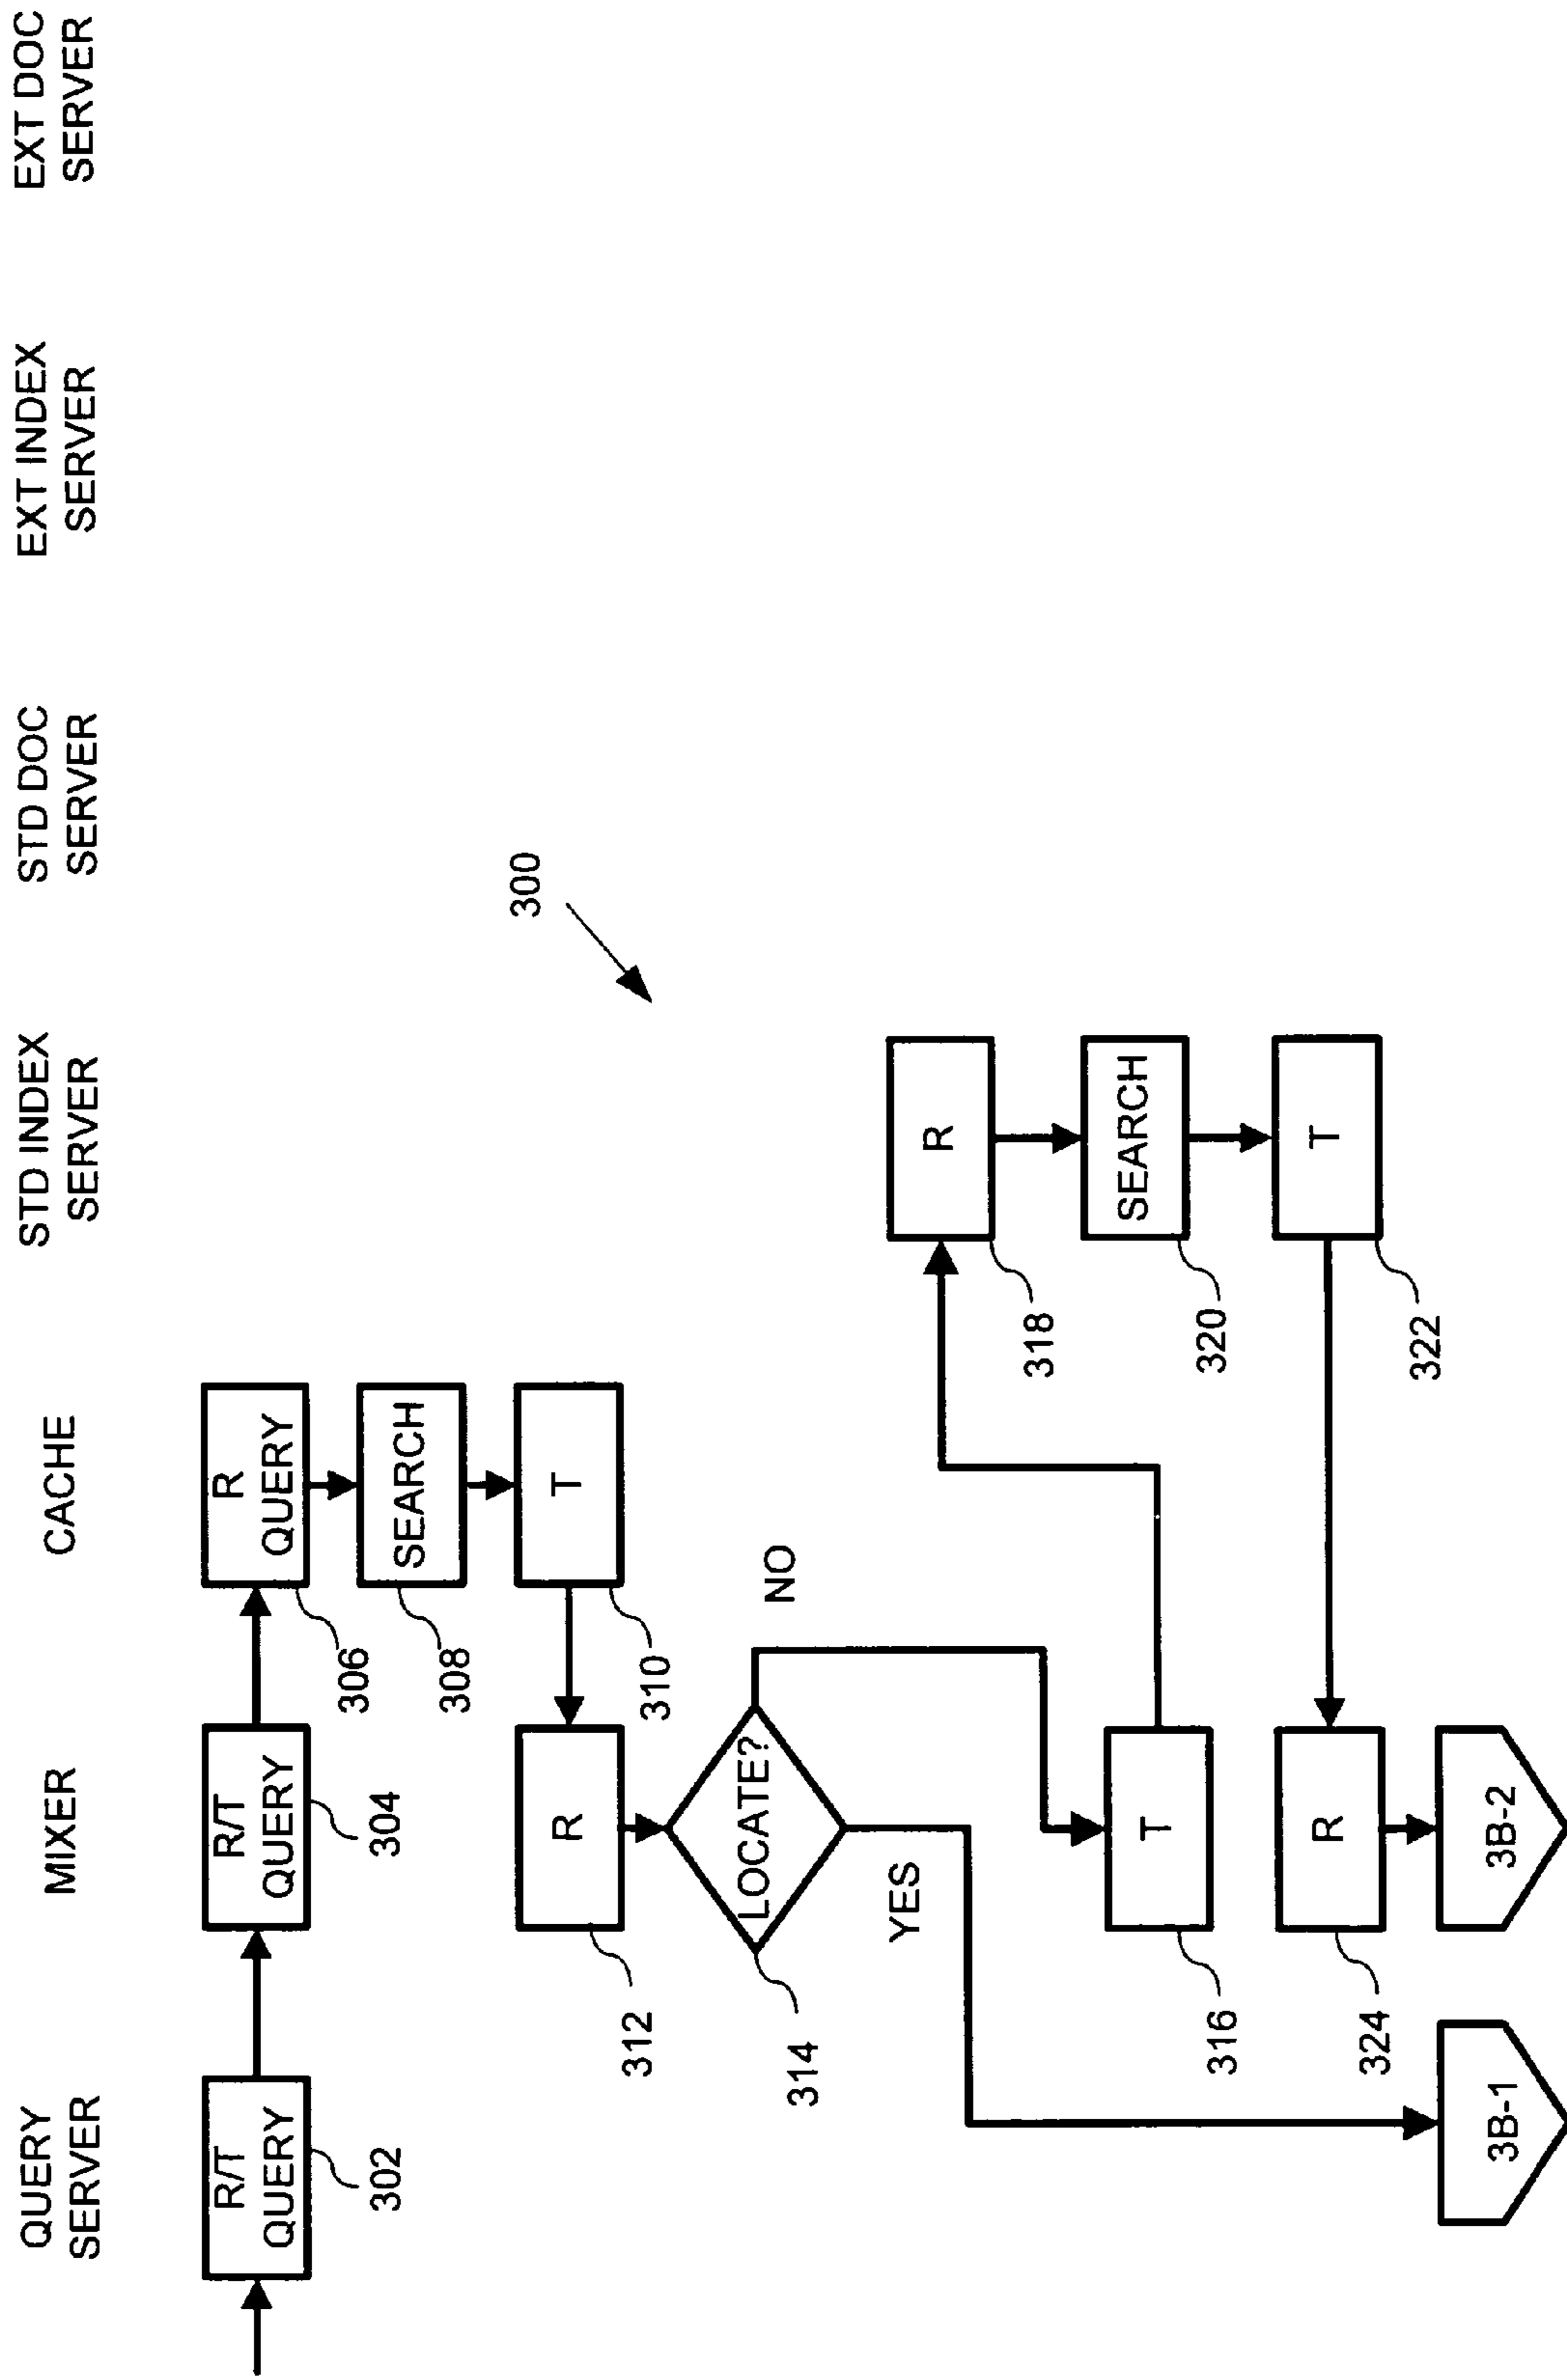 QUERY
SERVER
MIXER
CACHE
STD INDEX
SERVER
STD DOC
SERVER
EXT INDEX
SERVER
EXT DOC
SERVER
R/T
QUERY
302
R/T
QUERY
304
R
QUERY
306
SEARCH
308
T
310
R
312
LOCATE?
314
NO
YES
300
T
316
R
318
SEARCH
320
T
322
R
324
3B-1
3B-2